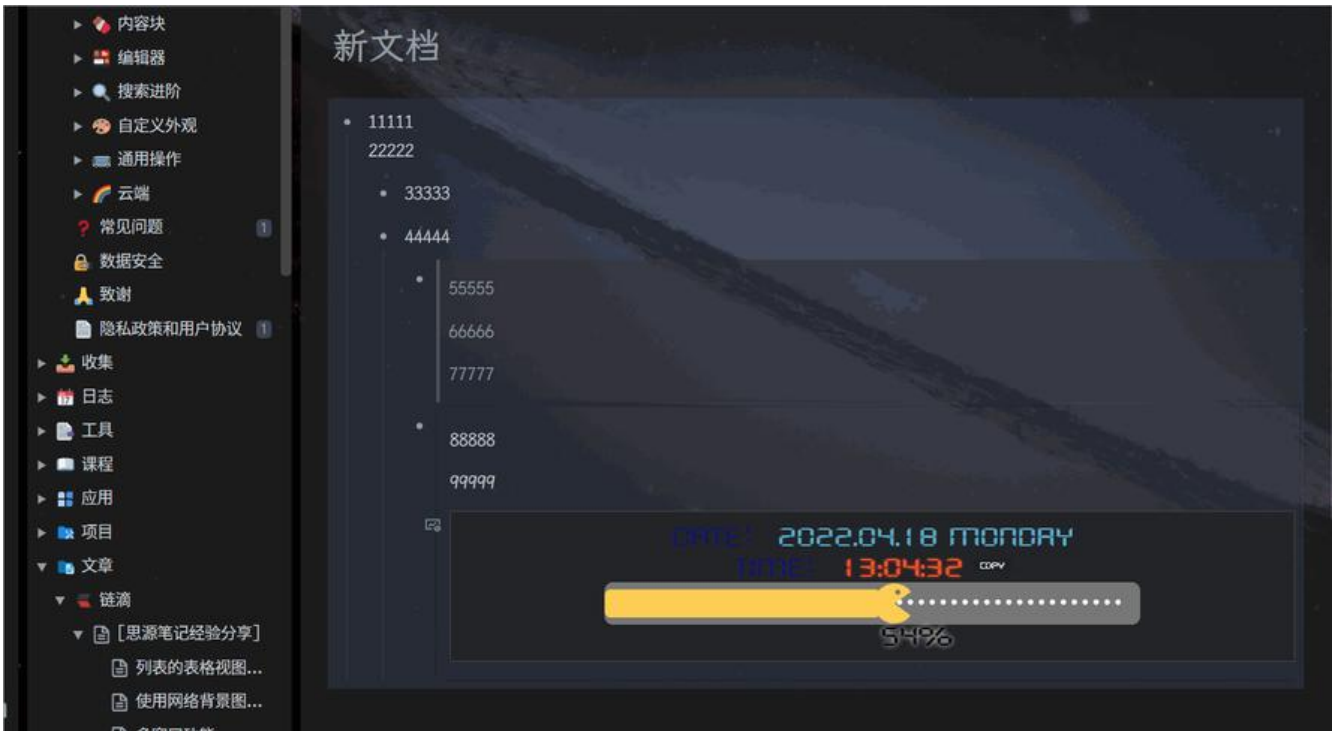 内容块
编辑器
搜索进阶
自定义外观
通用操作
云端
常见问题 1
数据安全
致谢
隐私政策和用户协议 1
收集
日志
工具
课程
应用
项目
文章
链滴
[思源笔记经验分享]
列表的表格视图...
使用网络背景图...
新文档
11111
22222
33333
44444
55555
66666
77777
88888
99999
DATE: 2022.04.18 MONDAY
TIME: 13:04:32 COPY
54%